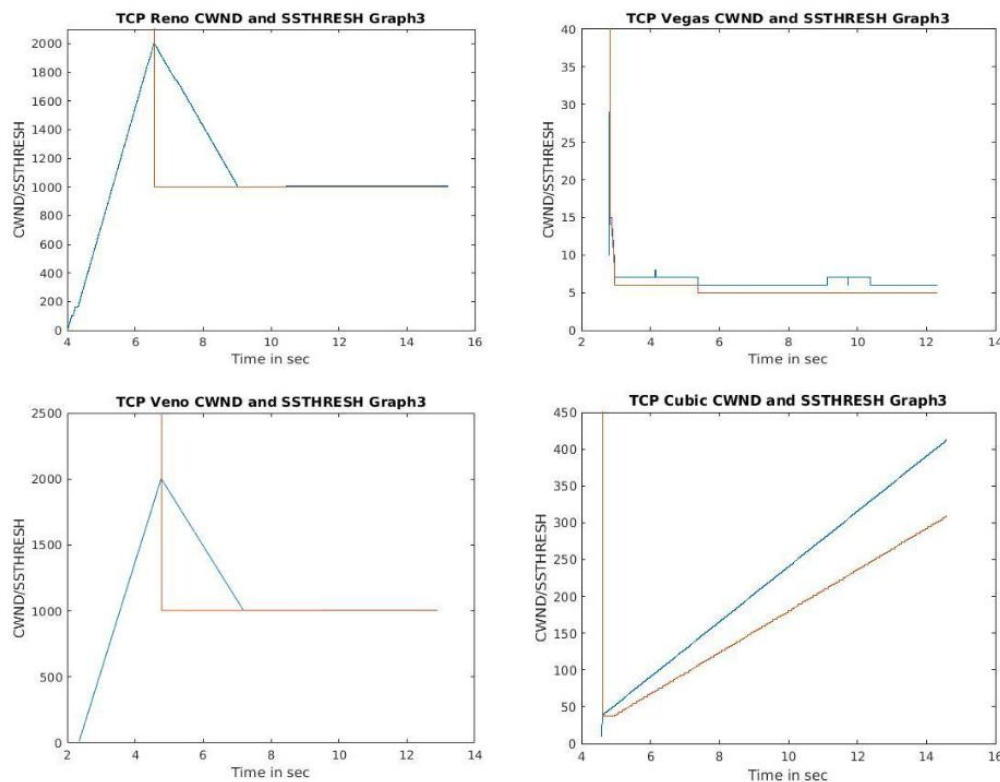 TCP Reno CWND and SSTHRESH Graph3
2000
1800
1600
1400
1200
1000
800
600
400
200
0
CWND/SSTHRESH
4 6 8 10 12 14 16
Time in sec
TCP Vegas CWND and SSTHRESH Graph3
40
35
30
25
20
15
10
5
0
CWND/SSTHRESH
2 4 6 8 10 12 14
Time in sec
TCP Veno CWND and SSTHRESH Graph3
2500
2000
1500
1000
500
0
CWND/SSTHRESH
2 4 6 8 10 12 14
Time in sec
TCP Cubic CWND and SSTHRESH Graph3
450
400
350
300
250
200
150
100
50
0
CWND/SSTHRESH
4 6 8 10 12 14 16
Time in sec